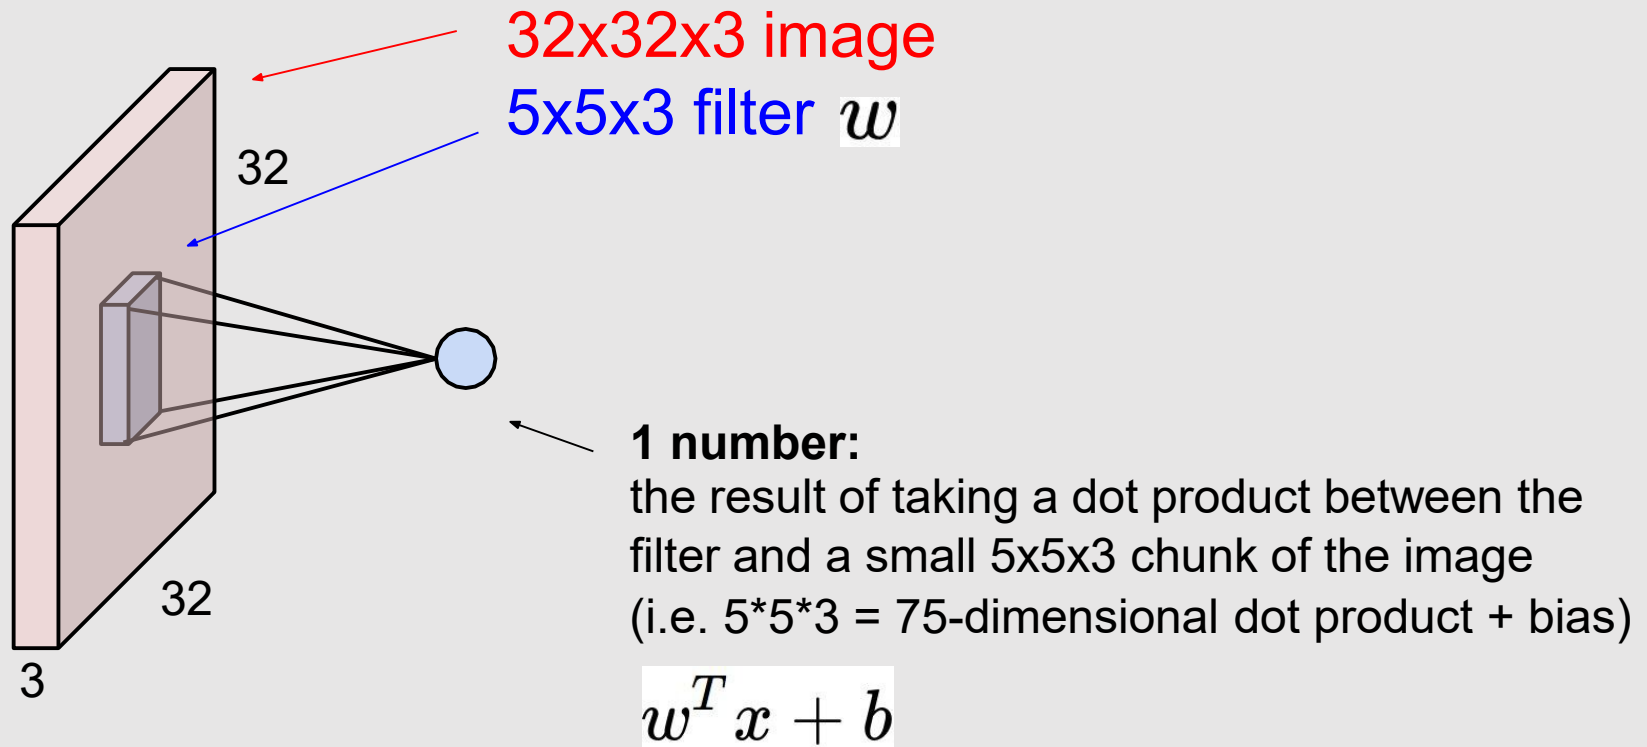 32x32x3 image
5x5x3 filter w
32
32
3
1 number:
the result of taking a dot product between the
filter and a small 5x5x3 chunk of the image
(i.e. 5*5*3 = 75-dimensional dot product + bias)
w^T x + b